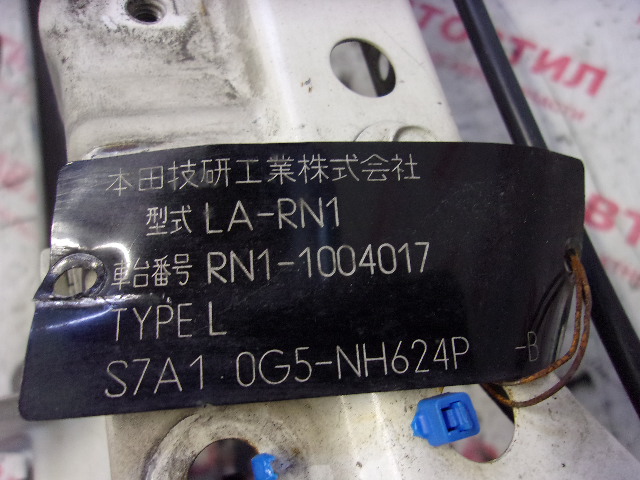 本田技研工業株式会社
型式 LA-RN1
車台番号 RN1-1004017
TYPE L
S7A1 0G5-NH624P -B